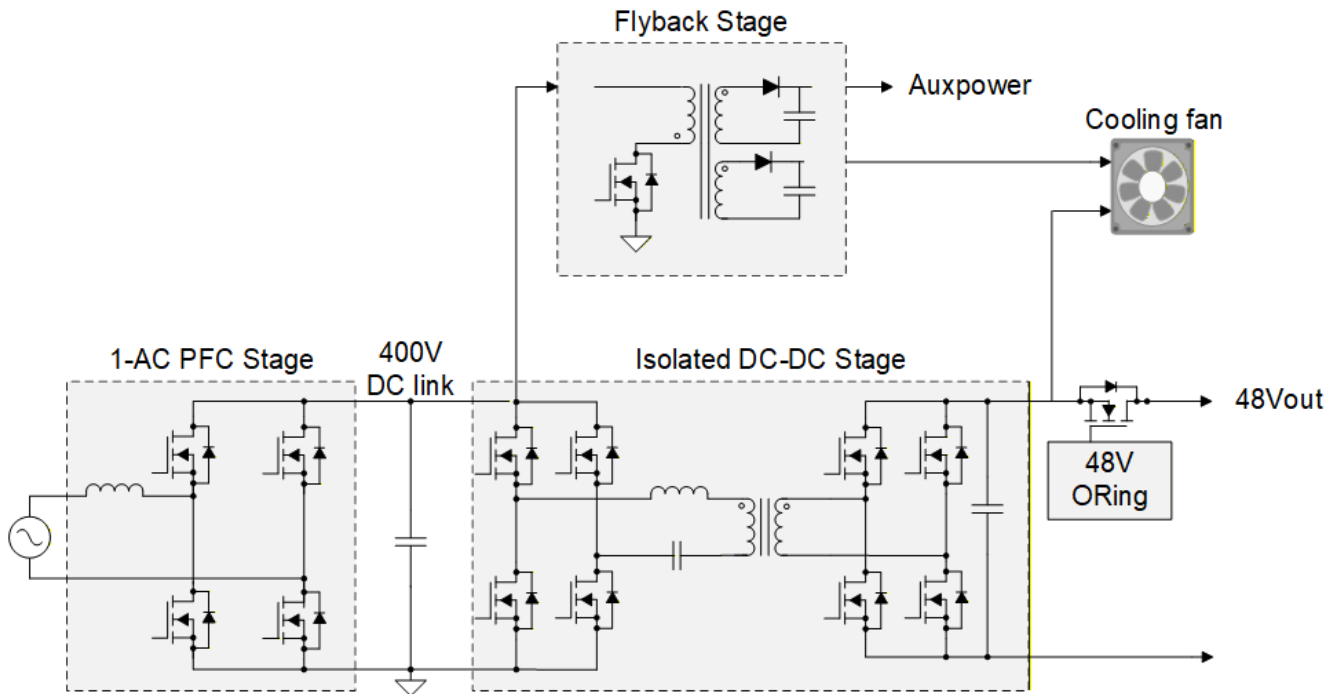 Flyback Stage
Auxpower
Cooling fan
1-AC PFC Stage
400V
DC link
Isolated DC-DC Stage
48Vout
48V
ORing